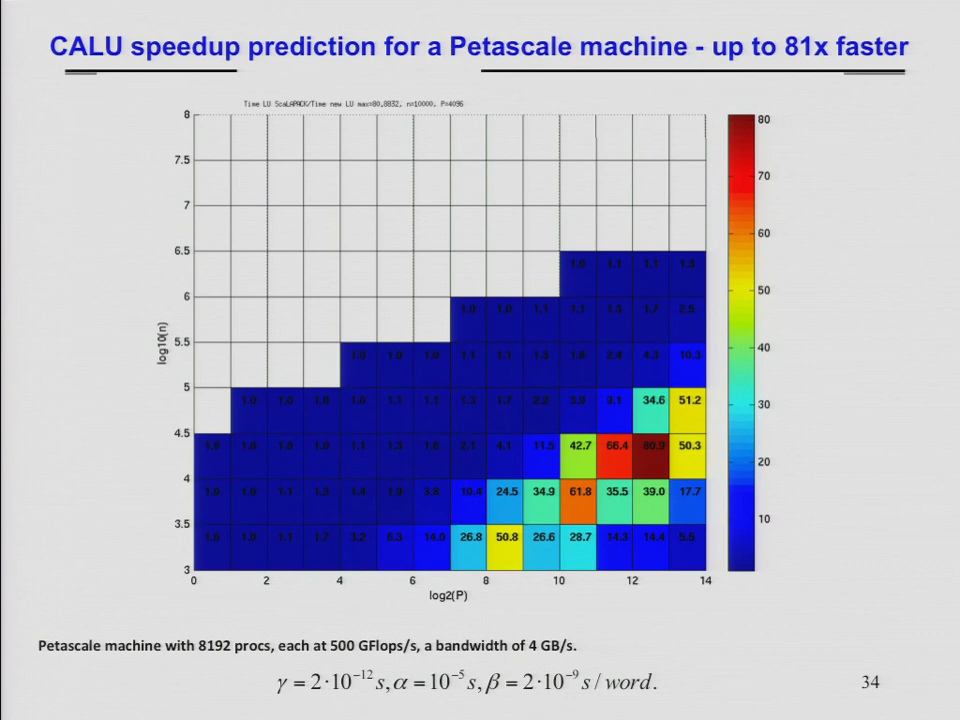 CALU speedup prediction for a Petascale machine - up to 81x faster
Time LU ScaLAPACK/Time new LU max=80.8832, n=10000, P=4096
8
7.5
7
6.5
6
5.5
5
4.5
4
3.5
3
log10(n)
1.0 1.1 1.1 1.3
1.0 1.0 1.1 1.1 1.3 1.7 2.5
1.0 1.0 1.0 1.1 1.1 1.3 1.6 2.4 4.3 10.3
1.0 1.0 1.0 1.0 1.1 1.1 1.3 1.7 2.2 3.9 9.1 34.6 51.2
1.0 1.0 1.0 1.0 1.1 1.3 1.6 2.1 4.1 11.5 42.7 66.4 80.9 50.3
1.0 1.0 1.1 1.3 1.4 1.9 3.8 10.4 24.5 34.9 61.8 35.5 39.0 17.7
1.0 1.0 1.1 1.7 3.2 6.3 14.0 26.8 50.8 26.6 28.7 14.3 14.4 5.5
0 2 4 6 8 10 12 14
log2(P)
80
70
60
50
40
30
20
10
Petascale machine with 8192 procs, each at 500 GFlops/s, a bandwidth of 4 GB/s.
γ = 2·10⁻¹² s, α = 10⁻⁵ s, β = 2·10⁻⁹ s / word.
34